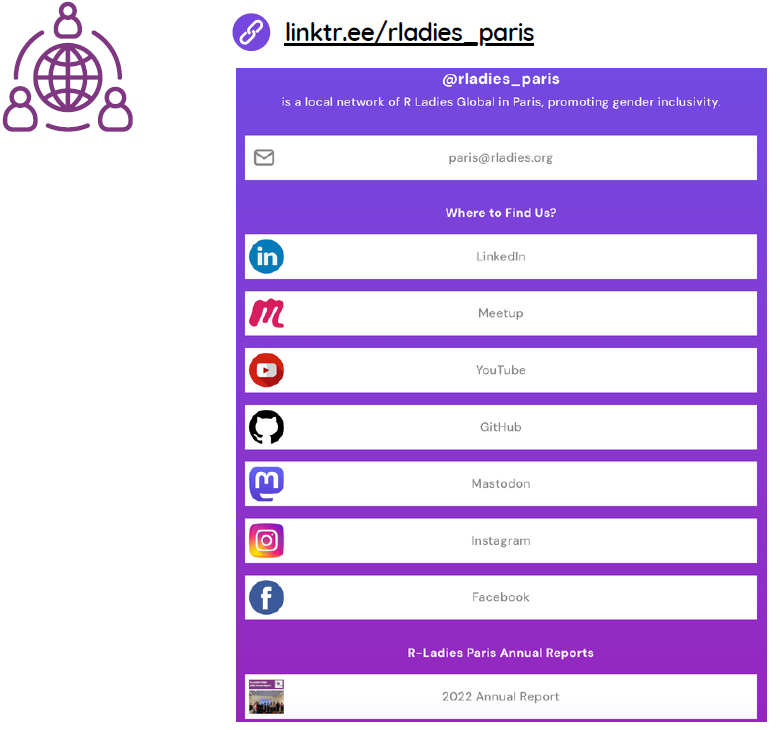 linktr.ee/rladies_paris
@rladies_paris
is a local network of R Ladies Global in Paris, promoting gender inclusivity.
paris@rladies.org
Where to Find Us?
in
LinkedIn
m
Meetup
YouTube
GitHub
m
Mastodon
Instagram
f
Facebook
R-Ladies Paris Annual Reports
2022 Annual Report